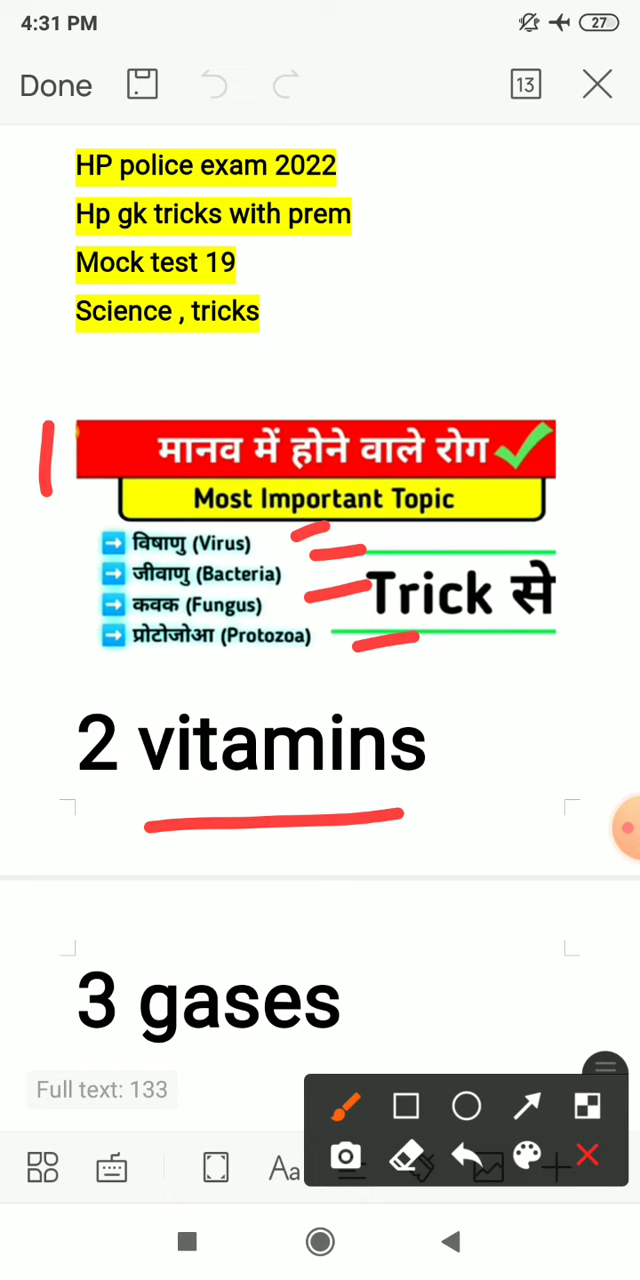 4:31 PM
27
Done
13
HP police exam 2022
Hp gk tricks with prem
Mock test 19
Science , tricks
मानव में होने वाले रोग
Most Important Topic
विषाणु (Virus)
जीवाणु (Bacteria)
कवक (Fungus)
प्रोटोजोआ (Protozoa)
Trick से
2 vitamins
3 gases
Full text: 133
Aa